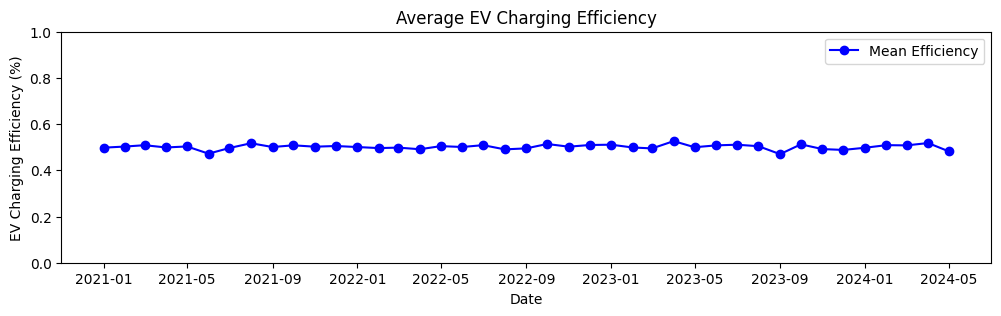 Average EV Charging Efficiency
1.0
0.8
0.6
0.4
0.2
0.0
EV Charging Efficiency (%)
Mean Efficiency
2021-01 2021-05 2021-09 2022-01 2022-05 2022-09 2023-01 2023-05 2023-09 2024-01 2024-05
Date